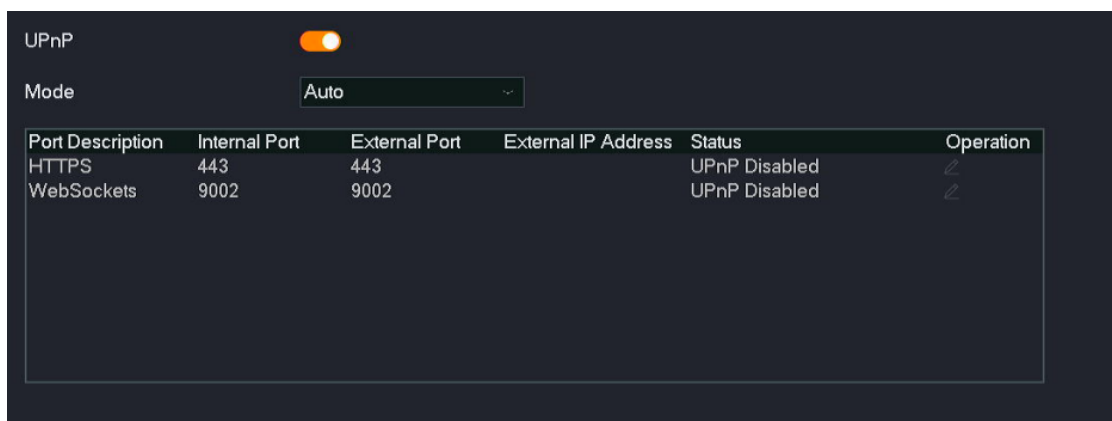 UPnP
Mode Auto
Port Description Internal Port External Port External IP Address Status Operation
HTTPS 443 443 UPnP Disabled
WebSockets 9002 9002 UPnP Disabled